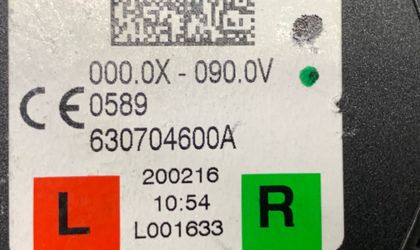 000.0X - 090.0V
CE 0589
630704600A
200216
10:54
L001633
L
R